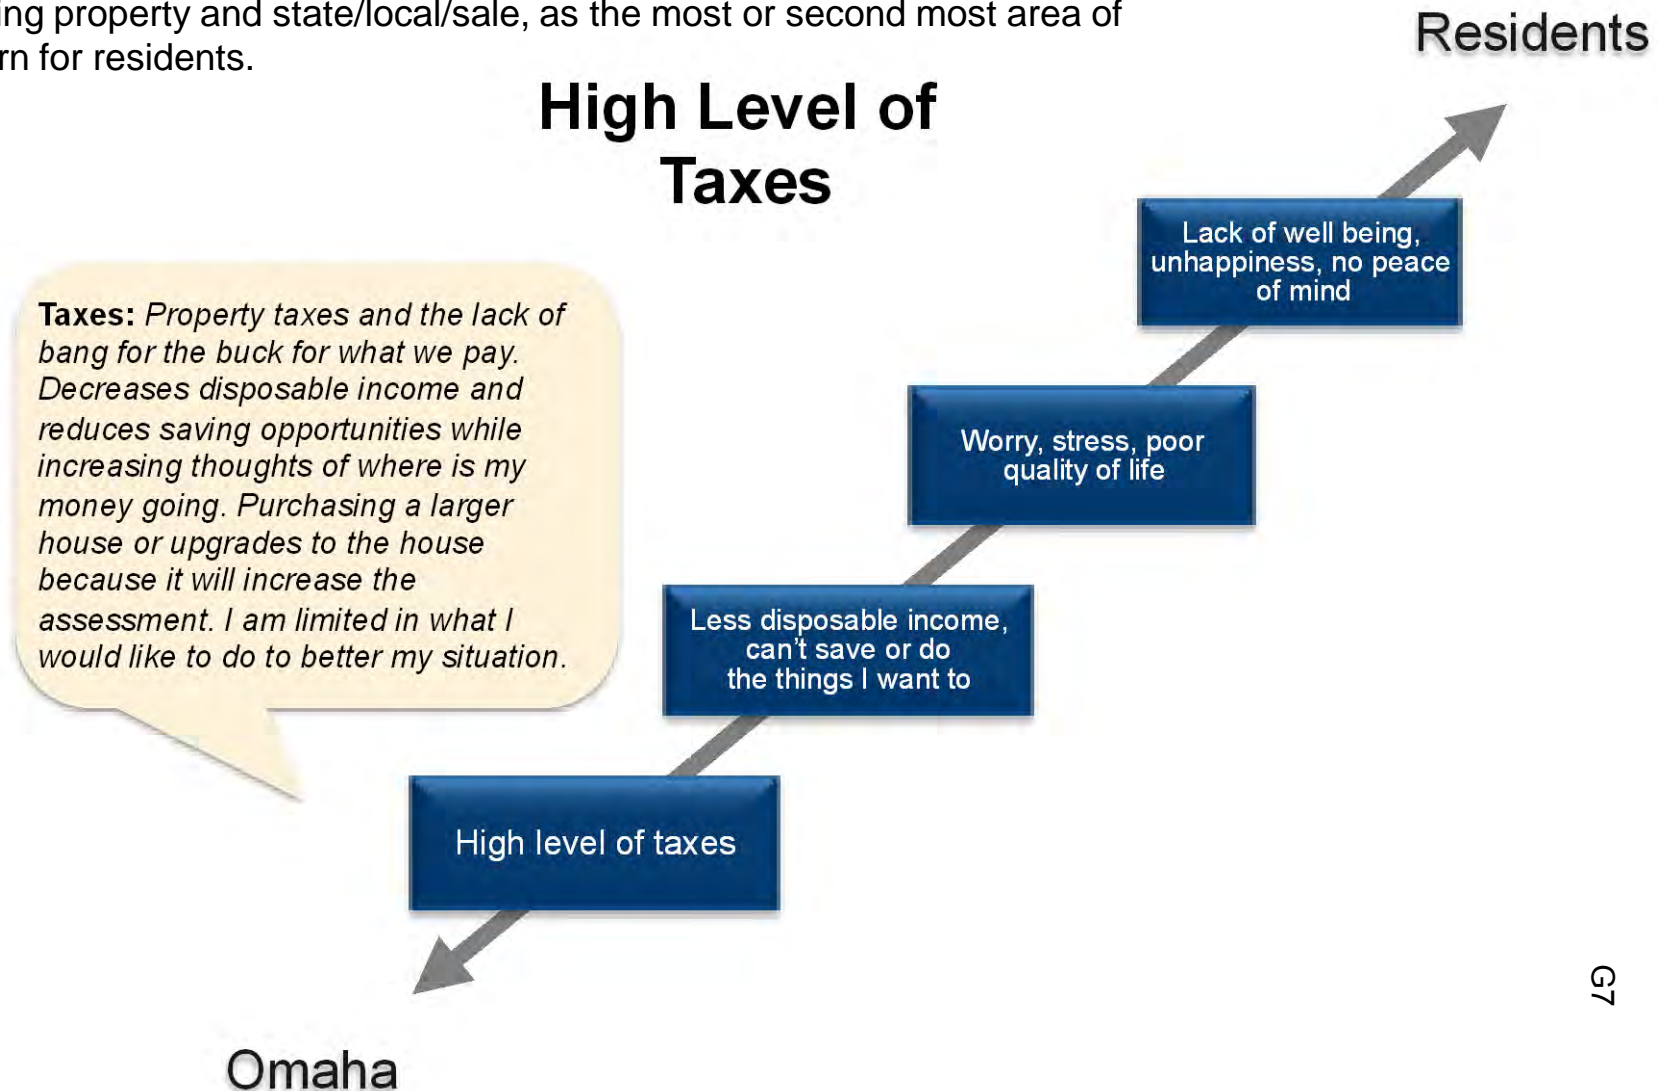 ing property and state/local/sale, as the most or second most area of
rn for residents.
Residents
High Level of
Taxes
Lack of well being,
unhappiness, no peace
of mind
Taxes: Property taxes and the lack of
bang for the buck for what we pay.
Decreases disposable income and
reduces saving opportunities while
increasing thoughts of where is my
money going. Purchasing a larger
house or upgrades to the house
because it will increase the
assessment. I am limited in what I
would like to do to better my situation.
Worry, stress, poor
quality of life
Less disposable income,
can't save or do
the things I want to
High level of taxes
G7
Omaha